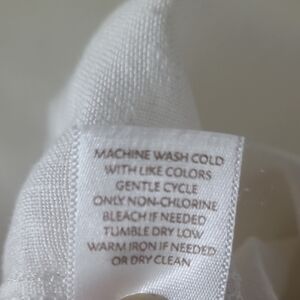 MACHINE WASH COLD
WITH LIKE COLORS
GENTLE CYCLE
ONLY NON-CHLORINE
BLEACH IF NEEDED
TUMBLE DRY LOW
WARM IRON IF NEEDED
OR DRY CLEAN